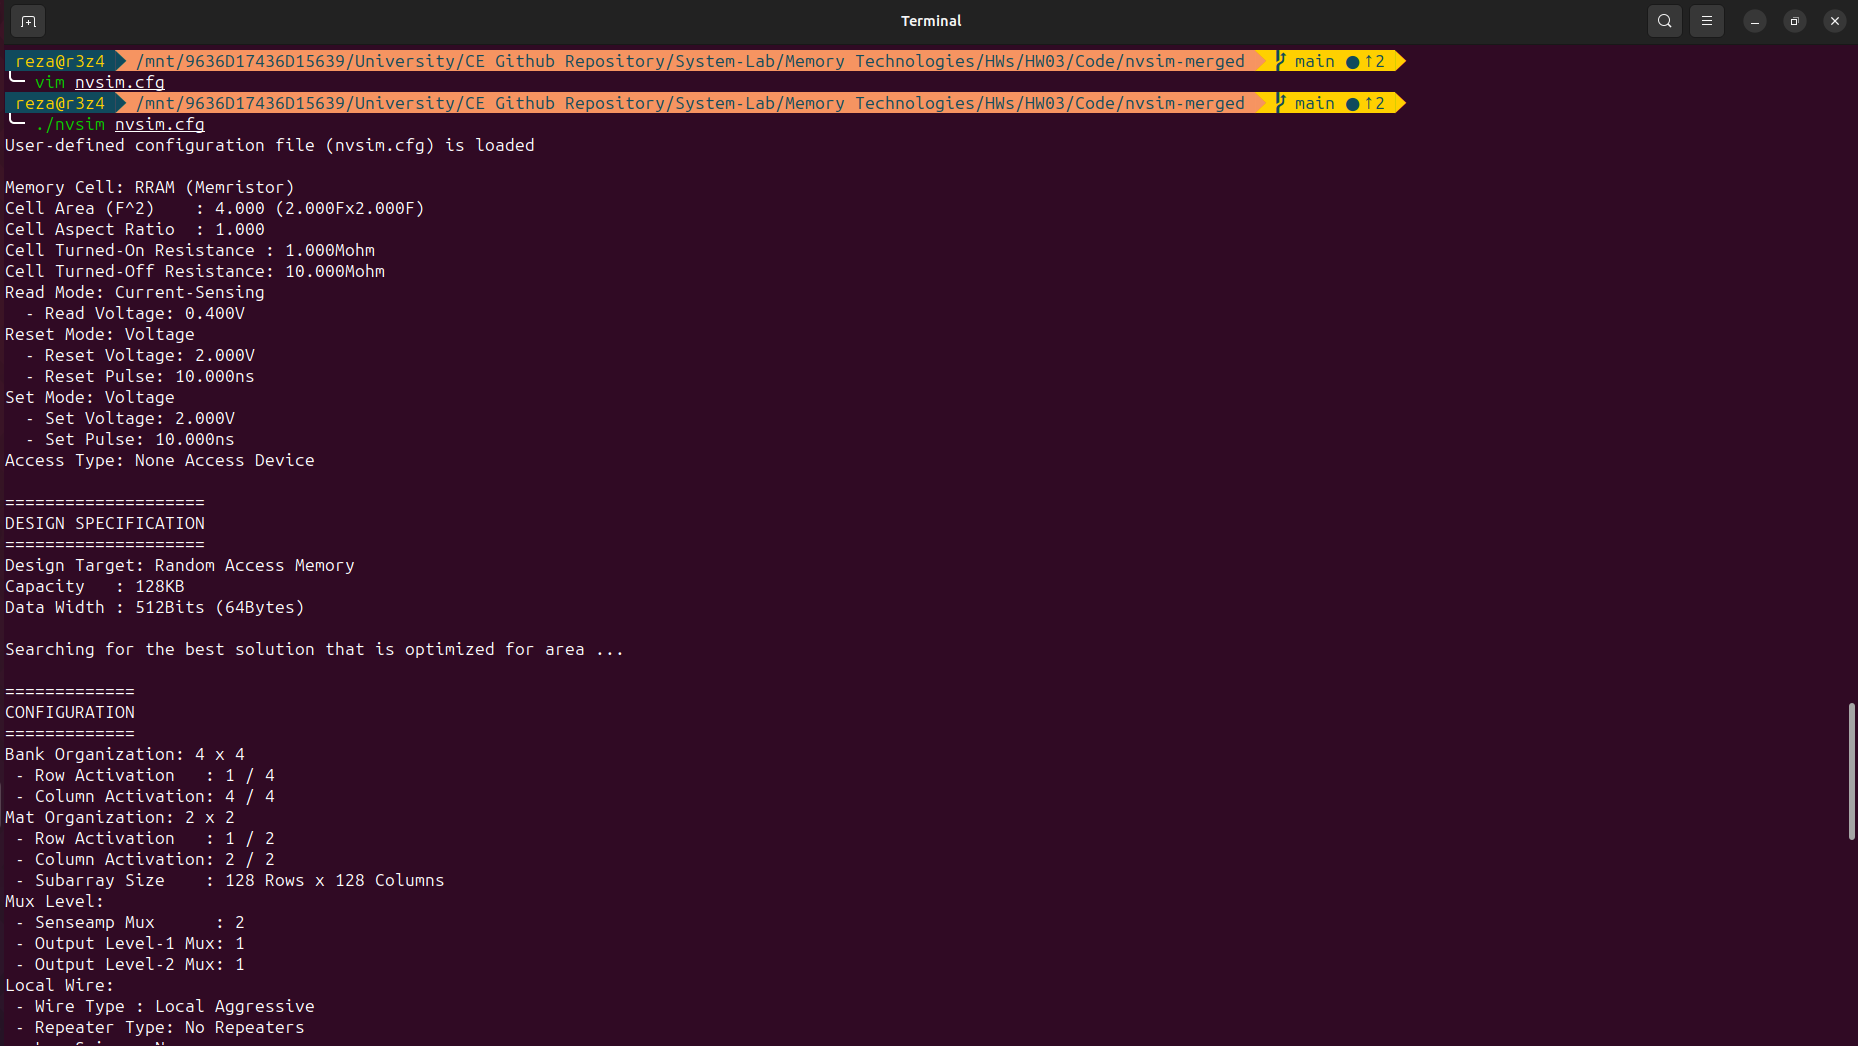 Terminal
reza@r3z4 /mnt/9636D17436D15639/University/CE Github Repository/System-Lab/Memory Technologies/HWs/HW03/Code/nvsim-merged main ●↑2
vim nvsim.cfg
reza@r3z4 /mnt/9636D17436D15639/University/CE Github Repository/System-Lab/Memory Technologies/HWs/HW03/Code/nvsim-merged main ●↑2
./nvsim nvsim.cfg
User-defined configuration file (nvsim.cfg) is loaded
Memory Cell: RRAM (Memristor)
Cell Area (F^2)    : 4.000 (2.000Fx2.000F)
Cell Aspect Ratio  : 1.000
Cell Turned-On Resistance : 1.000Mohm
Cell Turned-Off Resistance: 10.000Mohm
Read Mode: Current-Sensing
  - Read Voltage: 0.400V
Reset Mode: Voltage
  - Reset Voltage: 2.000V
  - Reset Pulse: 10.000ns
Set Mode: Voltage
  - Set Voltage: 2.000V
  - Set Pulse: 10.000ns
Access Type: None Access Device
====================
DESIGN SPECIFICATION
====================
Design Target: Random Access Memory
Capacity   : 128KB
Data Width : 512Bits (64Bytes)
Searching for the best solution that is optimized for area ...
=============
CONFIGURATION
=============
Bank Organization: 4 x 4
 - Row Activation   : 1 / 4
 - Column Activation: 4 / 4
Mat Organization: 2 x 2
 - Row Activation   : 1 / 2
 - Column Activation: 2 / 2
 - Subarray Size    : 128 Rows x 128 Columns
Mux Level:
 - Senseamp Mux      : 2
 - Output Level-1 Mux: 1
 - Output Level-2 Mux: 1
Local Wire:
 - Wire Type : Local Aggressive
 - Repeater Type: No Repeaters